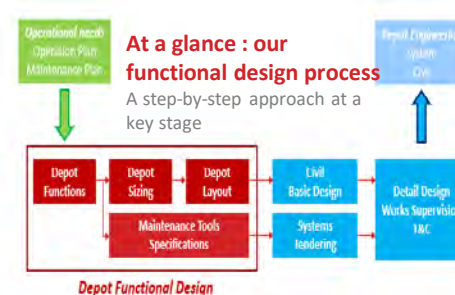 Operational needs
Operation Plan
Maintenance Plan
At a glance : our
functional design process
A step-by-step approach at a
key stage
Depot
Functions
Depot
Sizing
Depot
Layout
Civil
Basic Design
Maintenance Tools
Specifications
Systems
Tendering
Detail Design
Works Supervision
T&C
Depot Functional Design